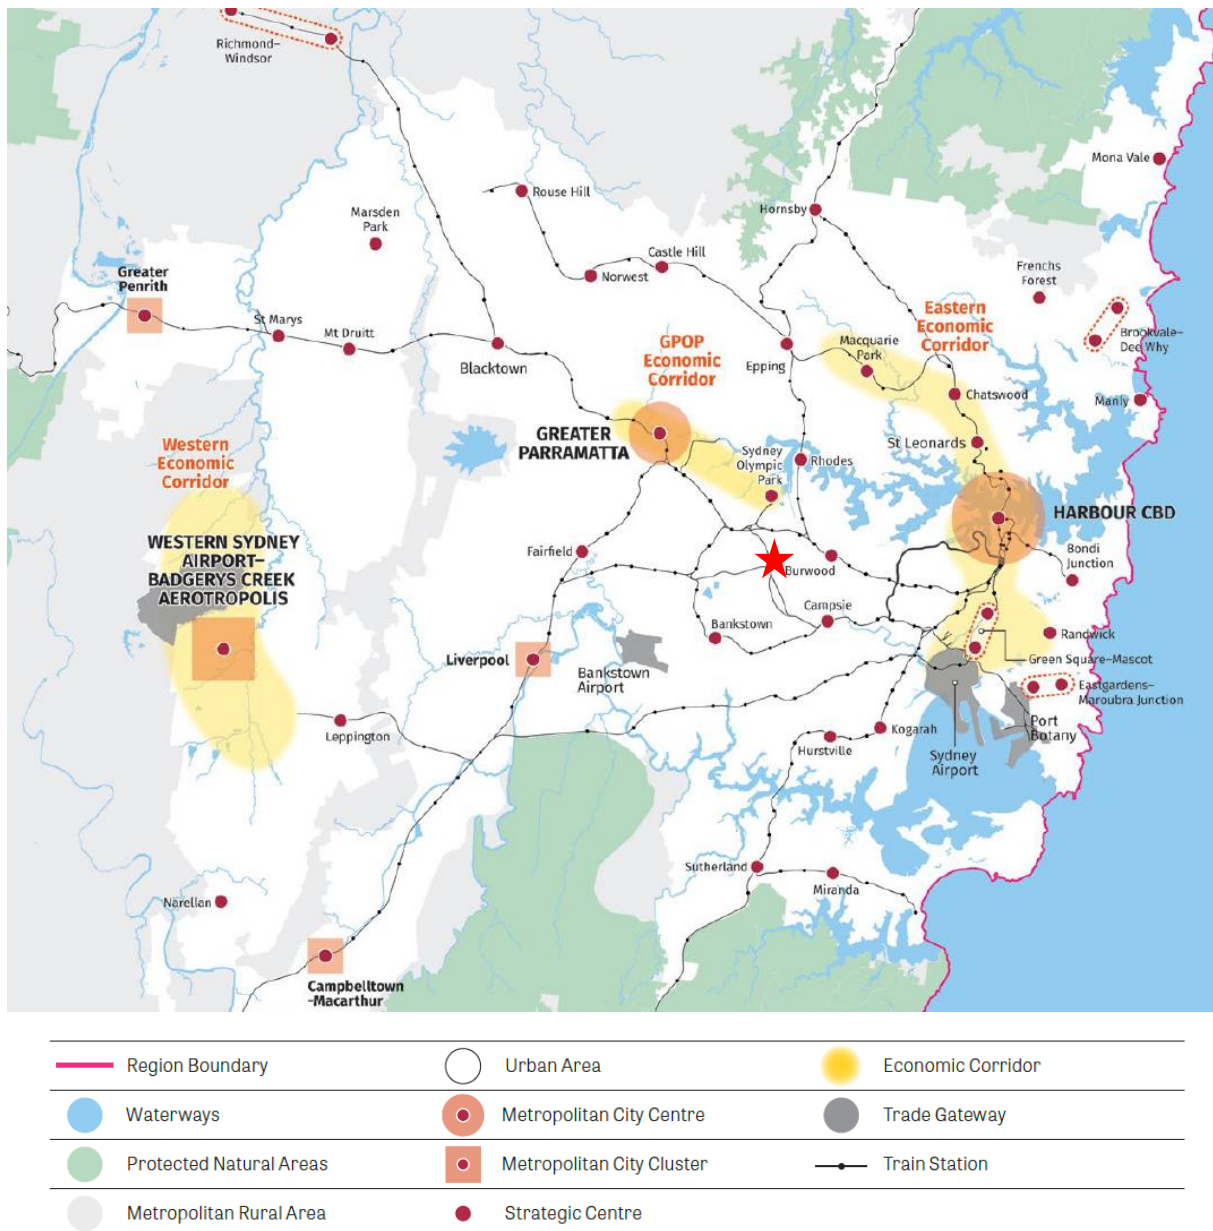 Richmond–
Windsor
Mona Vale
Rouse Hill
Marsden
Park
Hornsby
Castle Hill
Norwest
Frenchs
Forest
Greater
Penrith
St Marys
Mt Druitt
Blacktown
GPOP
Economic
Corridor
Epping
Macquarie
Park
Eastern
Economic
Corridor
Brookvale–
Dee Why
Chatswood
Manly
Western
Economic
Corridor
GREATER
PARRAMATTA
Sydney
Olympic
Park
Rhodes
St Leonards
HARBOUR CBD
WESTERN SYDNEY
AIRPORT–
BADGERYS CREEK
AEROTROPOLIS
Fairfield
Burwood
Bondi
Junction
Campsie
Bankstown
Randwick
Liverpool
Bankstown
Airport
Green Square–Mascot
Eastgardens–
Maroubra Junction
Leppington
Kogarah
Hurstville
Port
Botany
Sydney
Airport
Sutherland
Miranda
Narellan
Campbelltown
-Macarthur
Region Boundary
Urban Area
Economic Corridor
Waterways
Metropolitan City Centre
Trade Gateway
Protected Natural Areas
Metropolitan City Cluster
Train Station
Metropolitan Rural Area
Strategic Centre